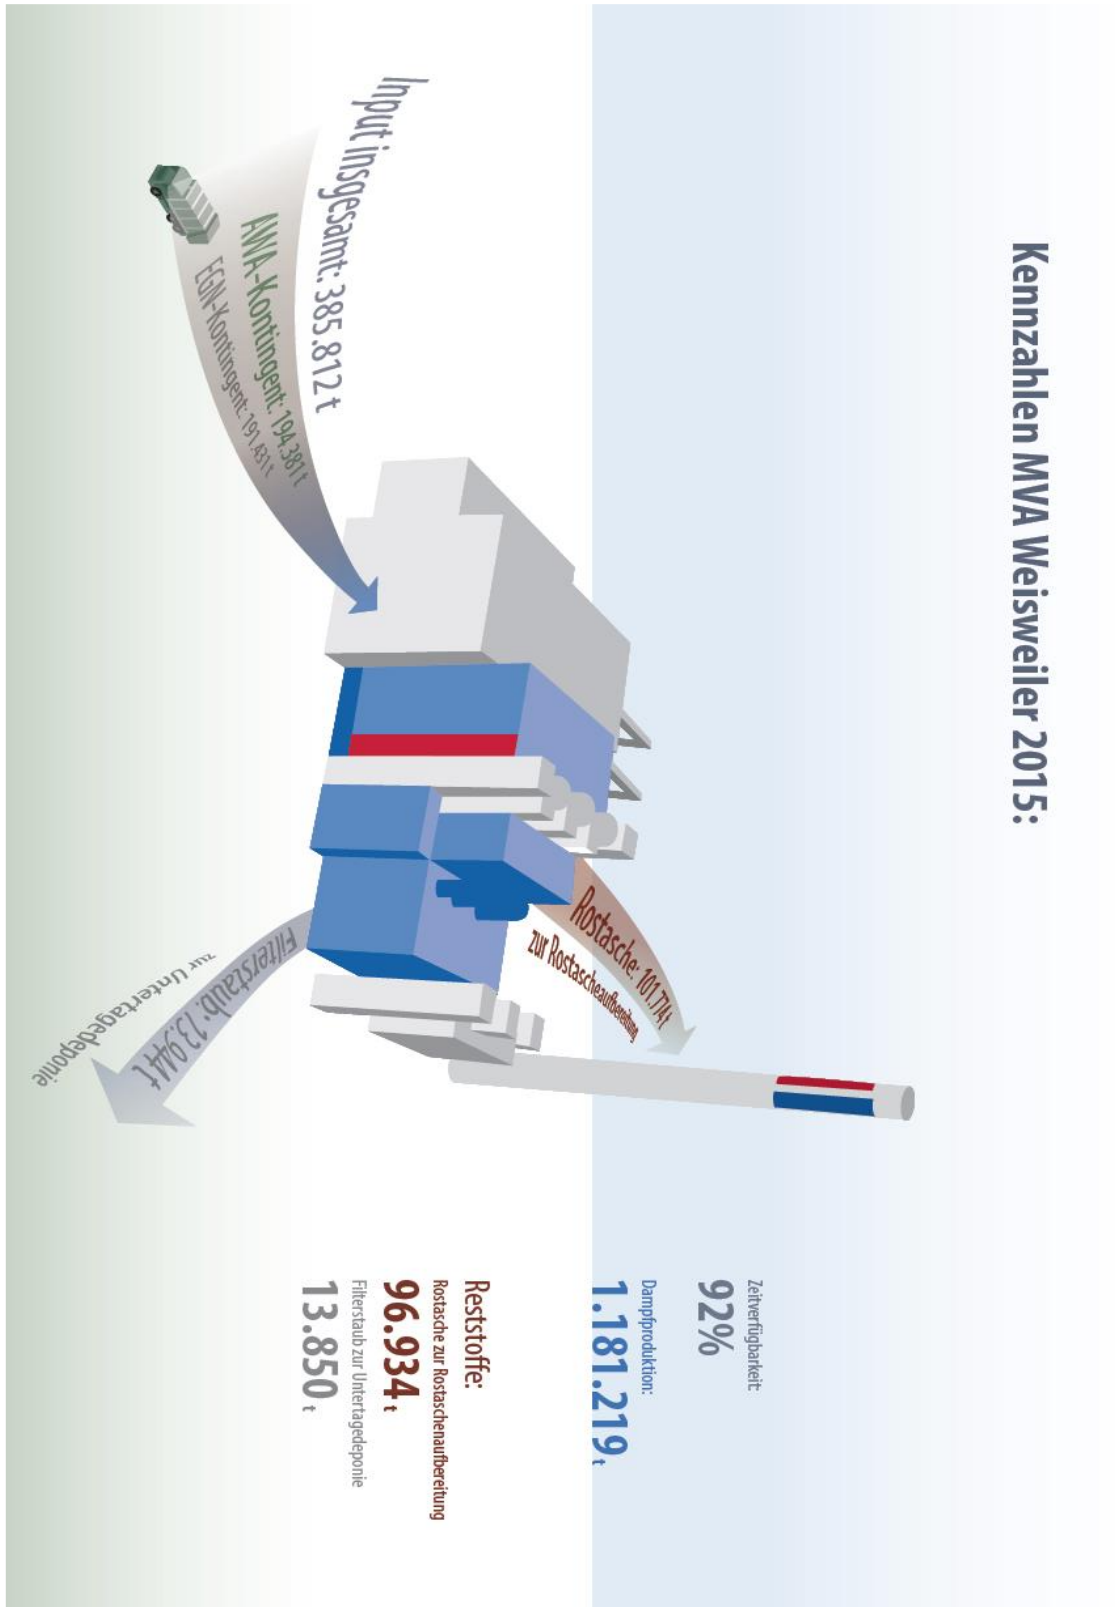 Kennzahlen MVA Weisweiler 2015:
Input insgesamt: 385.812 t
AWA-Kontingent: 194.381 t
EGN-Kontingent: 191.431 t
Rostasche: 101.774 t
zur Rostascheaufbereitung
Filterstaub: 13.944 t
zur Untertagedeponie
Zeitverfügbarkeit:
92%
Dampfproduktion:
1.181.219 t
Reststoffe:
Rostasche zur Rostaschenaufbereitung
96.934 t
Filterstaub zur Untertagedeponie
13.850 t